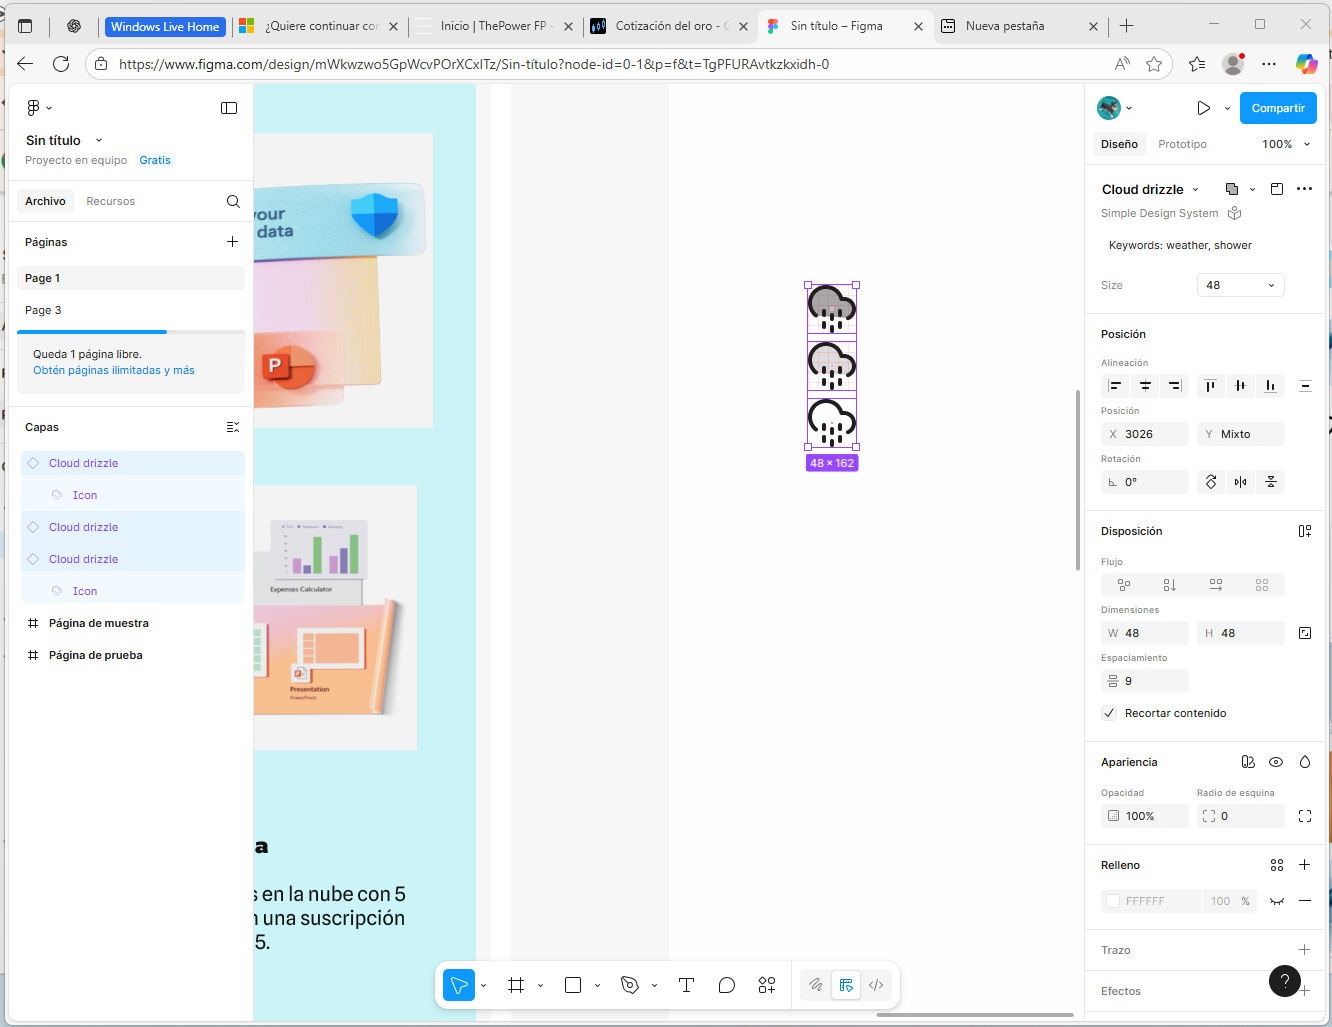 Windows Live Home
¿Quiere continuar con
Inicio | ThePower FP -
Cotización del oro - G
Sin título – Figma
Nueva pestaña
https://www.figma.com/design/mWkwzwo5GpWcvPOrXCxITz/Sin-título?node-id=0-1&p=f&t=TgPFURAvtkzkxidh-0
Sin título
Proyecto en equipo Gratis
Archivo Recursos
Páginas
Page 1
Page 3
Queda 1 página libre.
Obtén páginas ilimitadas y más
Capas
Cloud drizzle
Icon
Cloud drizzle
Cloud drizzle
Icon
Página de muestra
Página de prueba
your
data
P
Expenses Calculator
Presentation
PowerPoint
a
s en la nube con 5
n una suscripción
5.
48 × 162
Compartir
Diseño Prototipo 100%
Cloud drizzle
Simple Design System
Keywords: weather, shower
Size 48
Posición
Alineación
Posición
X 3026 Y Mixto
Rotación
0°
Disposición
Flujo
Dimensiones
W 48 H 48
Espaciamiento
9
Recortar contenido
Apariencia
Opacidad Radio de esquina
100% 0
Relleno
FFFFFF 100 %
Trazo
Efectos
?